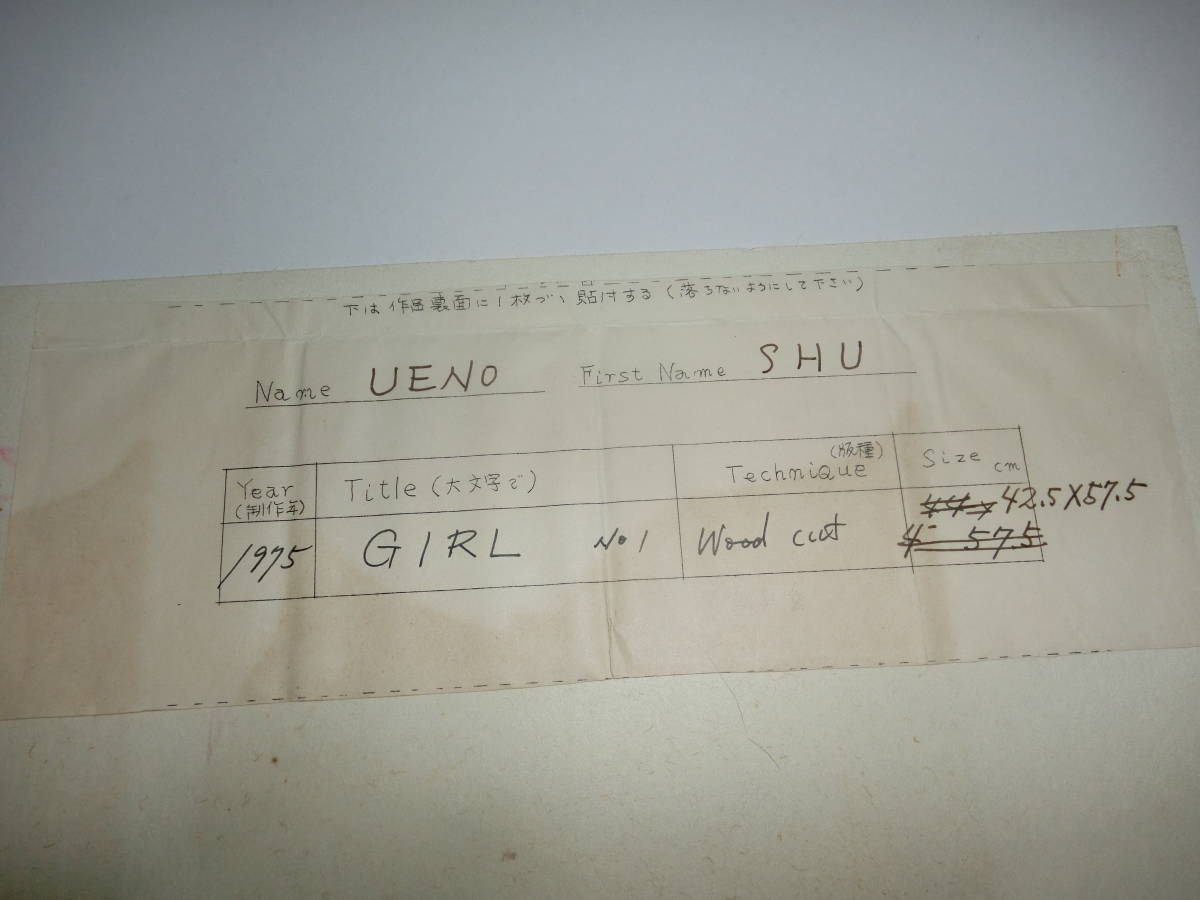 下は作品裏面に1枚づゝ貼付する(落ちないようにして下さい)
Name UENO First Name SHU
Year (制作年) Title (大文字で) Technique (版種) Size cm
1975 GIRL No 1 Wood cut 42.5X57.5
57.5